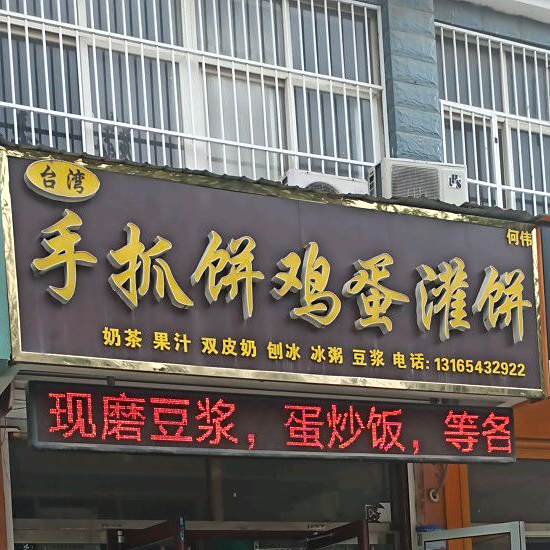 台湾
何伟
手抓饼鸡蛋灌饼
奶茶 果汁 双皮奶 刨冰 冰粥 豆浆 电话: 13165432922
现磨豆浆，蛋炒饭，等各